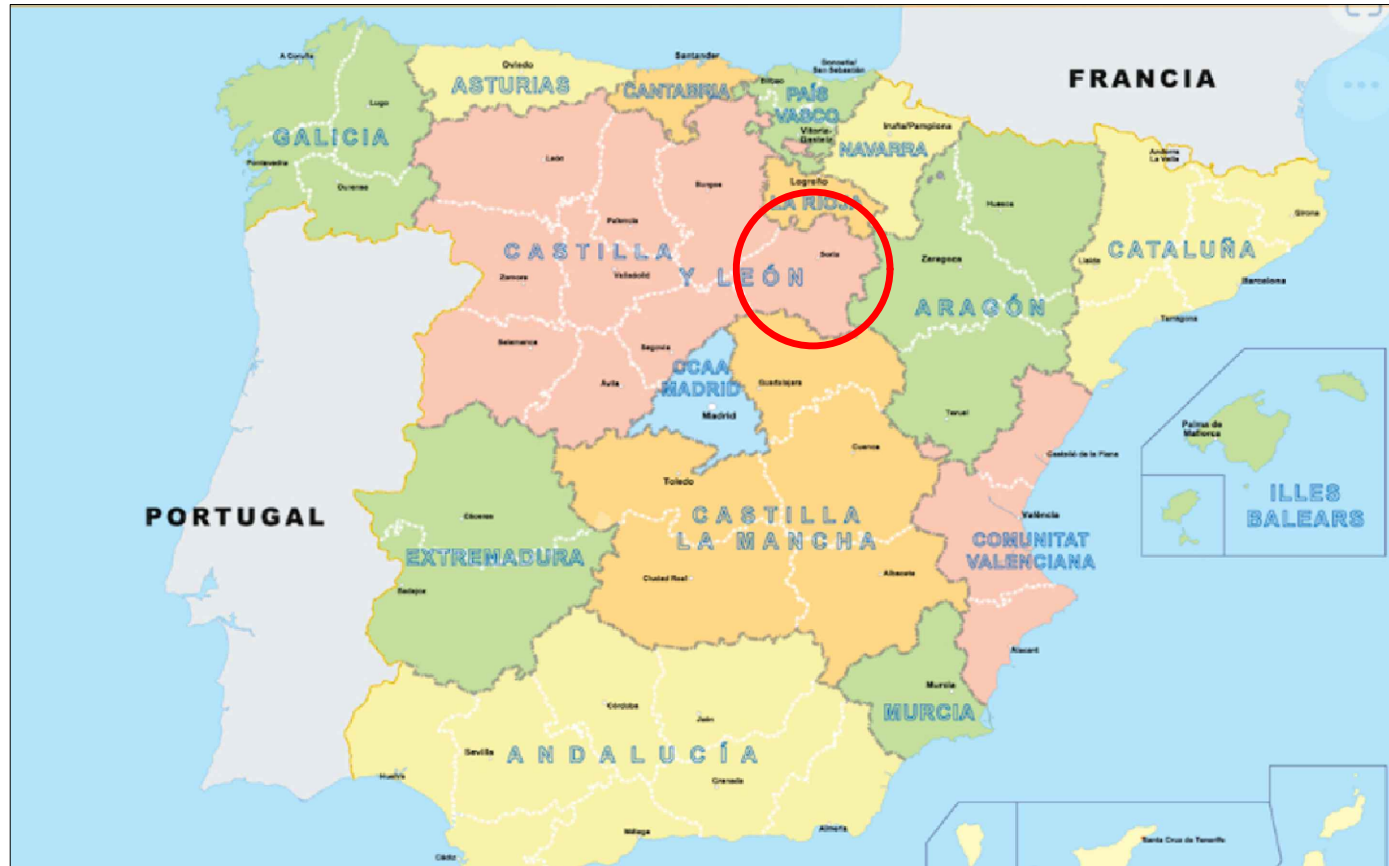 Santander
A Coruña
Oviedo
Donostia/
San Sebastián
FRANCIA
ASTURIAS
CANTABRIA
Bilbao
PAÍS
VASCO
Lugo
GALICIA
Vitoria-
Gasteiz
Iruña/Pamplona
NAVARRA
Pontevedra
León
Andorra
La Vella
Ourense
Burgos
Logroño
LA RIOJA
Huesca
Girona
Palencia
CASTILLA
Y LEÓN
Soria
Zaragoza
Lleida
CATALUÑA
Zamora
Valladolid
Barcelona
ARAGÓN
Tarragona
Salamanca
Segovia
CCAA
MADRID
Ávila
Guadalajara
Madrid
Teruel
Palma de
Mallorca
Cuenca
Castelló de la Plana
Toledo
ILLES
BALEARS
PORTUGAL
Cáceres
CASTILLA
LA MANCHA
València
COMUNITAT
VALENCIANA
EXTREMADURA
Ciudad Real
Albacete
Badajoz
Alacant
Murcia
MURCIA
Córdoba
Jaén
Sevilla
ANDALUCÍA
Huelva
Granada
Málaga
Almería
Santa Cruz de Tenerife
Cádiz